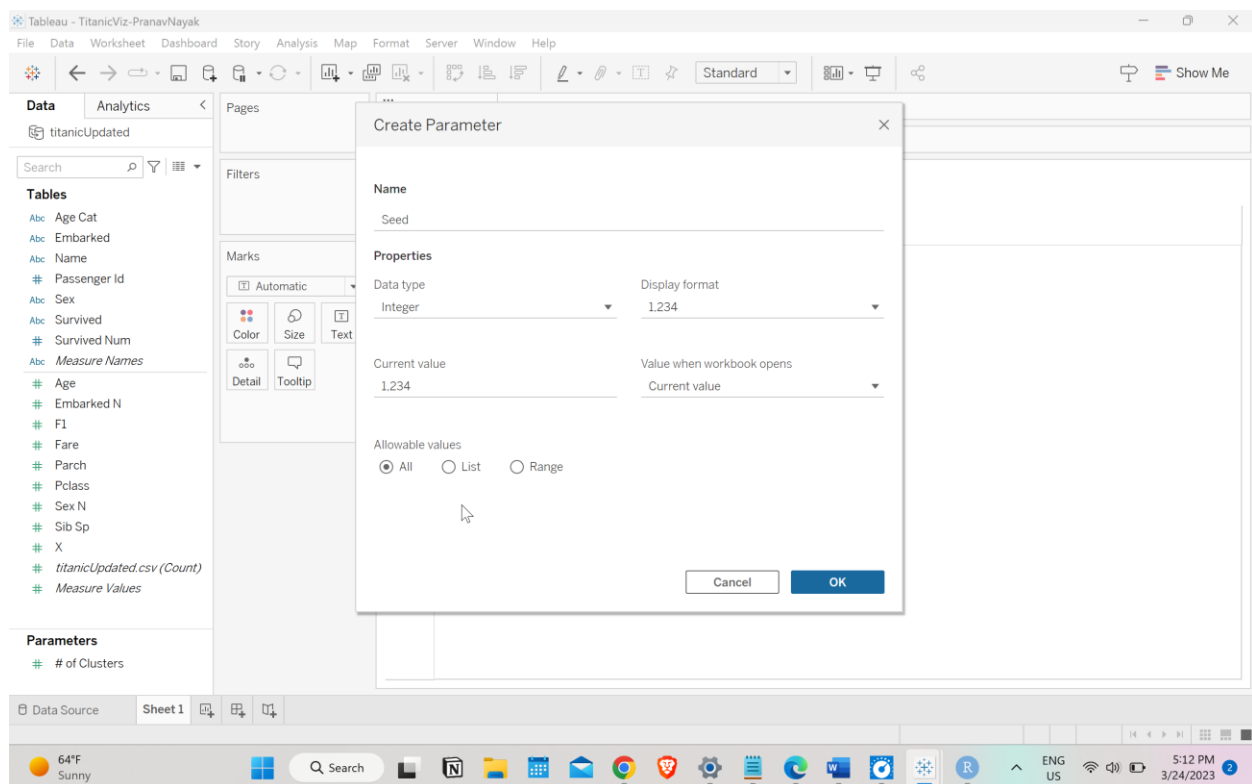 Tableau - TitanicViz-PranavNayak
File Data Worksheet Dashboard Story Analysis Map Format Server Window Help
Standard
Show Me
Data Analytics
titanicUpdated
Search
Tables
Abc Age Cat
Abc Embarked
Abc Name
# Passenger Id
Abc Sex
Abc Survived
# Survived Num
Abc Measure Names
# Age
# Embarked N
# F1
# Fare
# Parch
# Pclass
# Sex N
# Sib Sp
# X
# titanicUpdated.csv (Count)
# Measure Values
Parameters
# # of Clusters
Pages
Filters
Marks
T Automatic
T
Color Size Text
Detail Tooltip
Create Parameter
Name
Seed
Properties
Data type Display format
Integer 1,234
Current value Value when workbook opens
1,234 Current value
Allowable values
All List Range
Cancel OK
Data Source Sheet 1
64°F
Sunny
Search
N
W
R
ENG
US
5:12 PM
3/24/2023
2